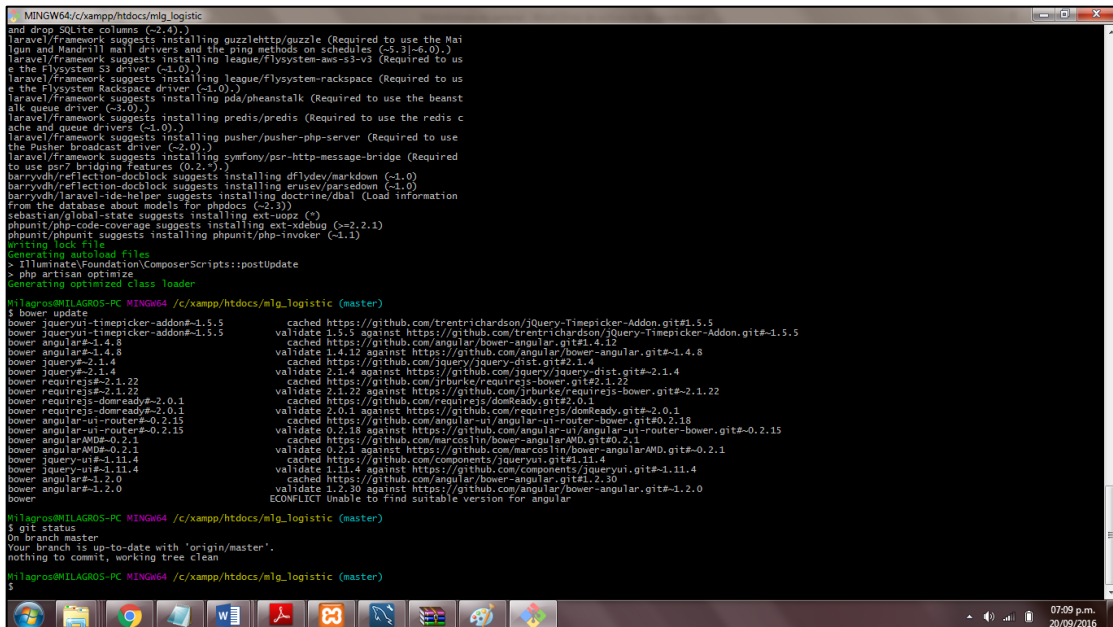 MINGW64:/c/xampp/htdocs/mlg_logistic
and drop SQLite columns (~2.4).)
laravel/framework suggests installing guzzlehttp/guzzle (Required to use the Mai
lgun and Mandrill mail drivers and the ping methods on schedules (~5.3|~6.0).)
laravel/framework suggests installing league/flysystem-aws-s3-v3 (Required to us
e the Flysystem S3 driver (~1.0).)
laravel/framework suggests installing league/flysystem-rackspace (Required to us
e the Flysystem Rackspace driver (~1.0).)
laravel/framework suggests installing pda/pheanstalk (Required to use the beanst
alk queue driver (~3.0).)
laravel/framework suggests installing predis/predis (Required to use the redis c
ache and queue drivers (~1.0).)
laravel/framework suggests installing pusher/pusher-php-server (Required to use
the Pusher broadcast driver (~2.0).)
laravel/framework suggests installing symfony/psr-http-message-bridge (Required
to use psr7 bridging features (0.2.*).)
barryvdh/reflection-docblock suggests installing dflydev/markdown (~1.0)
barryvdh/reflection-docblock suggests installing erusev/parsedown (~1.0)
barryvdh/laravel-ide-helper suggests installing doctrine/dbal (Load information
from the database about models for phpdocs (~2.3))
sebastian/global-state suggests installing ext-uopz (*)
phpunit/php-code-coverage suggests installing ext-xdebug (>=2.2.1)
phpunit/phpunit suggests installing phpunit/php-invoker (~1.1)
Writing lock file
Generating autoload files
> Illuminate\Foundation\ComposerScripts::postUpdate
> php artisan optimize
Generating optimized class loader
Milagros@MILAGROS-PC MINGW64 /c/xampp/htdocs/mlg_logistic (master)
$ bower update
bower jqueryui-timepicker-addon#~1.5.5 cached https://github.com/trentrichardson/jQuery-Timepicker-Addon.git#1.5.5
bower jqueryui-timepicker-addon#~1.5.5 validate 1.5.5 against https://github.com/trentrichardson/jQuery-Timepicker-Addon.git#~1.5.5
bower angular#~1.4.8 cached https://github.com/angular/bower-angular.git#1.4.12
bower angular#~1.4.8 validate 1.4.12 against https://github.com/angular/bower-angular.git#~1.4.8
bower jquery#~2.1.4 cached https://github.com/jquery/jquery-dist.git#2.1.4
bower jquery#~2.1.4 validate 2.1.4 against https://github.com/jquery/jquery-dist.git#~2.1.4
bower requirejs#~2.1.22 cached https://github.com/jrburke/requirejs-bower.git#2.1.22
bower requirejs#~2.1.22 validate 2.1.22 against https://github.com/jrburke/requirejs-bower.git#~2.1.22
bower requirejs-domready#~2.0.1 cached https://github.com/requirejs/domReady.git#2.0.1
bower requirejs-domready#~2.0.1 validate 2.0.1 against https://github.com/requirejs/domReady.git#~2.0.1
bower angular-ui-router#~0.2.15 cached https://github.com/angular-ui/angular-ui-router-bower.git#0.2.18
bower angular-ui-router#~0.2.15 validate 0.2.18 against https://github.com/angular-ui/angular-ui-router-bower.git#~0.2.15
bower angularAMD#~0.2.1 cached https://github.com/marcoslin/bower-angularAMD.git#0.2.1
bower angularAMD#~0.2.1 validate 0.2.1 against https://github.com/marcoslin/bower-angularAMD.git#~0.2.1
bower jquery-ui#~1.11.4 cached https://github.com/components/jqueryui.git#1.11.4
bower jquery-ui#~1.11.4 validate 1.11.4 against https://github.com/components/jqueryui.git#~1.11.4
bower angular#~1.2.0 cached https://github.com/angular/bower-angular.git#1.2.30
bower angular#~1.2.0 validate 1.2.30 against https://github.com/angular/bower-angular.git#~1.2.0
bower ECONFLICT Unable to find suitable version for angular
Milagros@MILAGROS-PC MINGW64 /c/xampp/htdocs/mlg_logistic (master)
$ git status
On branch master
Your branch is up-to-date with 'origin/master'.
nothing to commit, working tree clean
Milagros@MILAGROS-PC MINGW64 /c/xampp/htdocs/mlg_logistic (master)
$
07:09 p.m.
20/09/2016